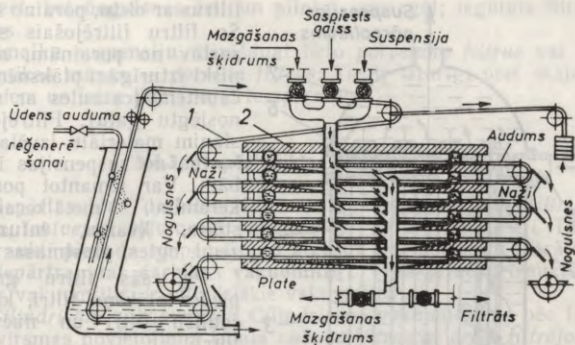 Saspiests
gaiss
Mazgāšanas
šķidrums
Suspensija
Ūdens auduma
reģenerē-
šanai
1
2
Audums
Naži
Naži
Nogulsnes
Nogulsnes
Plate
Mazgāšanas
šķidrums
Filtrāts